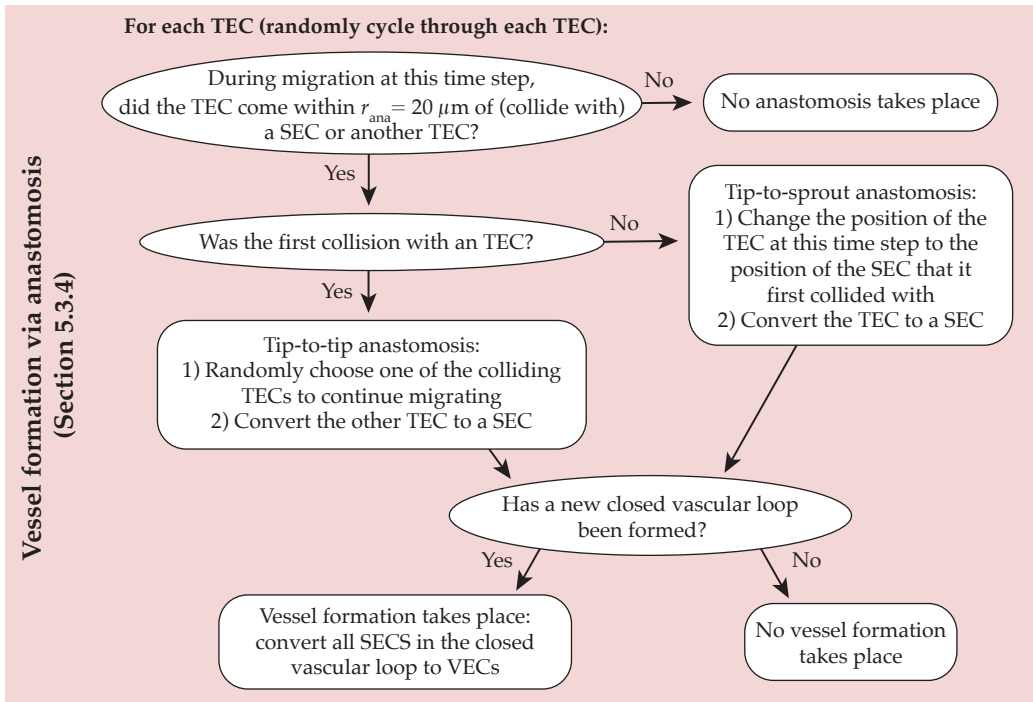 For each TEC (randomly cycle through each TEC):
During migration at this time step,
did the TEC come within r_ana = 20 μm of (collide with)
a SEC or another TEC?
No
No anastomosis takes place
Yes
Was the first collision with an TEC?
No
Tip-to-sprout anastomosis:
1) Change the position of the
TEC at this time step to the
position of the SEC that it
first collided with
2) Convert the TEC to a SEC
Yes
Tip-to-tip anastomosis:
1) Randomly choose one of the colliding
TECs to continue migrating
2) Convert the other TEC to a SEC
Has a new closed vascular loop
been formed?
Yes
No
Vessel formation takes place:
convert all SECS in the closed
vascular loop to VECs
No vessel formation
takes place
Vessel formation via anastomosis
(Section 5.3.4)